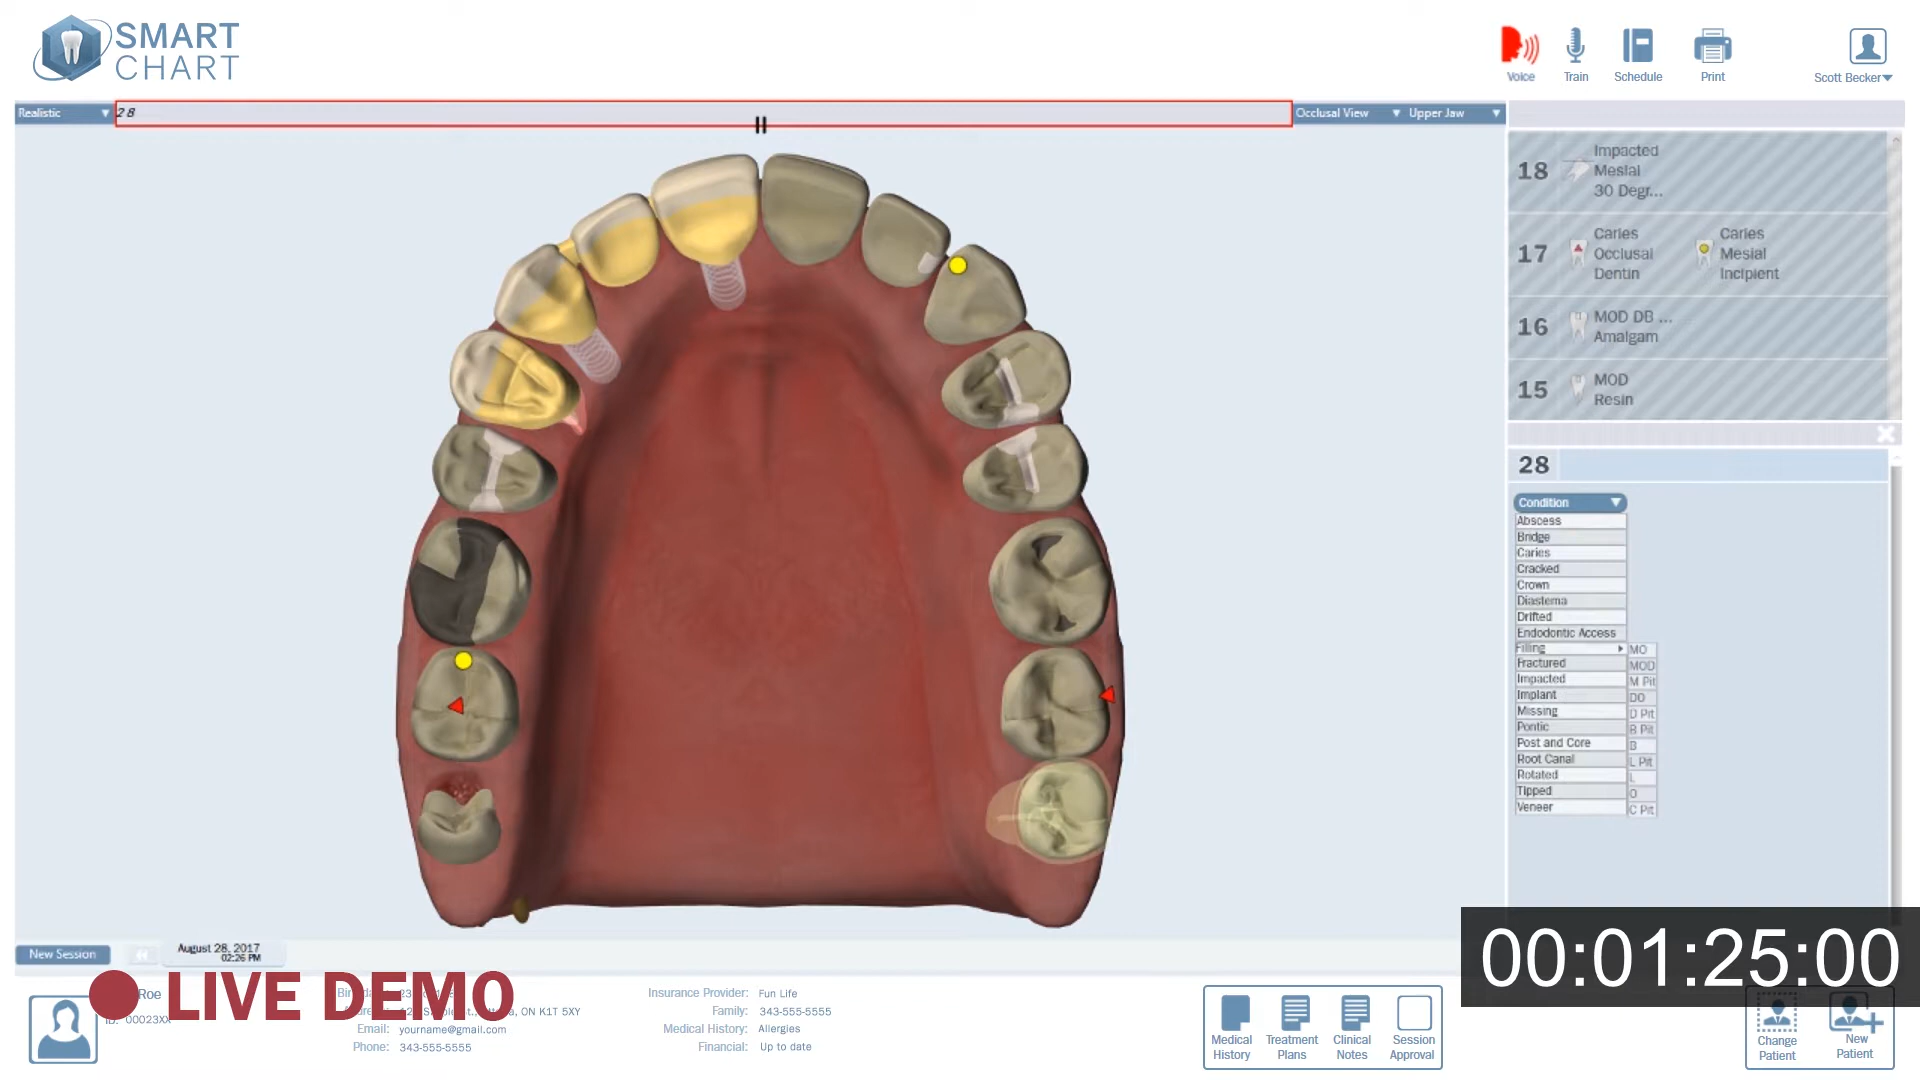 SMART
CHART
Voice
Train
Schedule
Print
Scott Becker
Realistic
28
Occlusal View
Upper Jaw
18
Impacted
Mesial
30 Degr...
17
Caries
Occlusal
Dentin
Caries
Mesial
Incipient
16
MOD DB ...
Amalgam
15
MOD
Resin
28
Condition
Abscess
Bridge
Caries
Cracked
Crown
Diastema
Drifted
Endodontic Access
Filling
Fractured
Impacted
Implant
Missing
Pontic
Post and Core
Root Canal
Rotated
Tipped
Veneer
MO
MOD
M Pit
DO
D Pit
B Pit
B
L Pit
L
O
C Pit
New Session
August 28, 2017
02:26 PM
00:01:25:00
LIVE DEMO
Roe
ID: 00023XX
ON K1T 5XY
Email: yourname@gmail.com
Phone: 343-555-5555
Insurance Provider: Fun Life
Family: 343-555-5555
Medical History: Allergies
Financial: Up to date
Medical
History
Treatment
Plans
Clinical
Notes
Session
Approval
Change
Patient
New
Patient